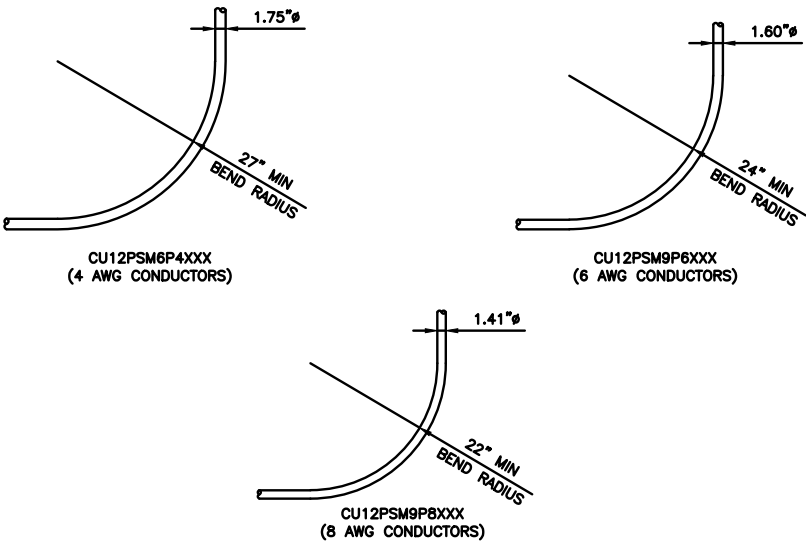 1.75"ø
27" MIN
BEND RADIUS
CU12PSM6P4XXX
(4 AWG CONDUCTORS)
1.60"ø
24" MIN
BEND RADIUS
CU12PSM9P6XXX
(6 AWG CONDUCTORS)
1.41"ø
22" MIN
BEND RADIUS
CU12PSM9P8XXX
(8 AWG CONDUCTORS)